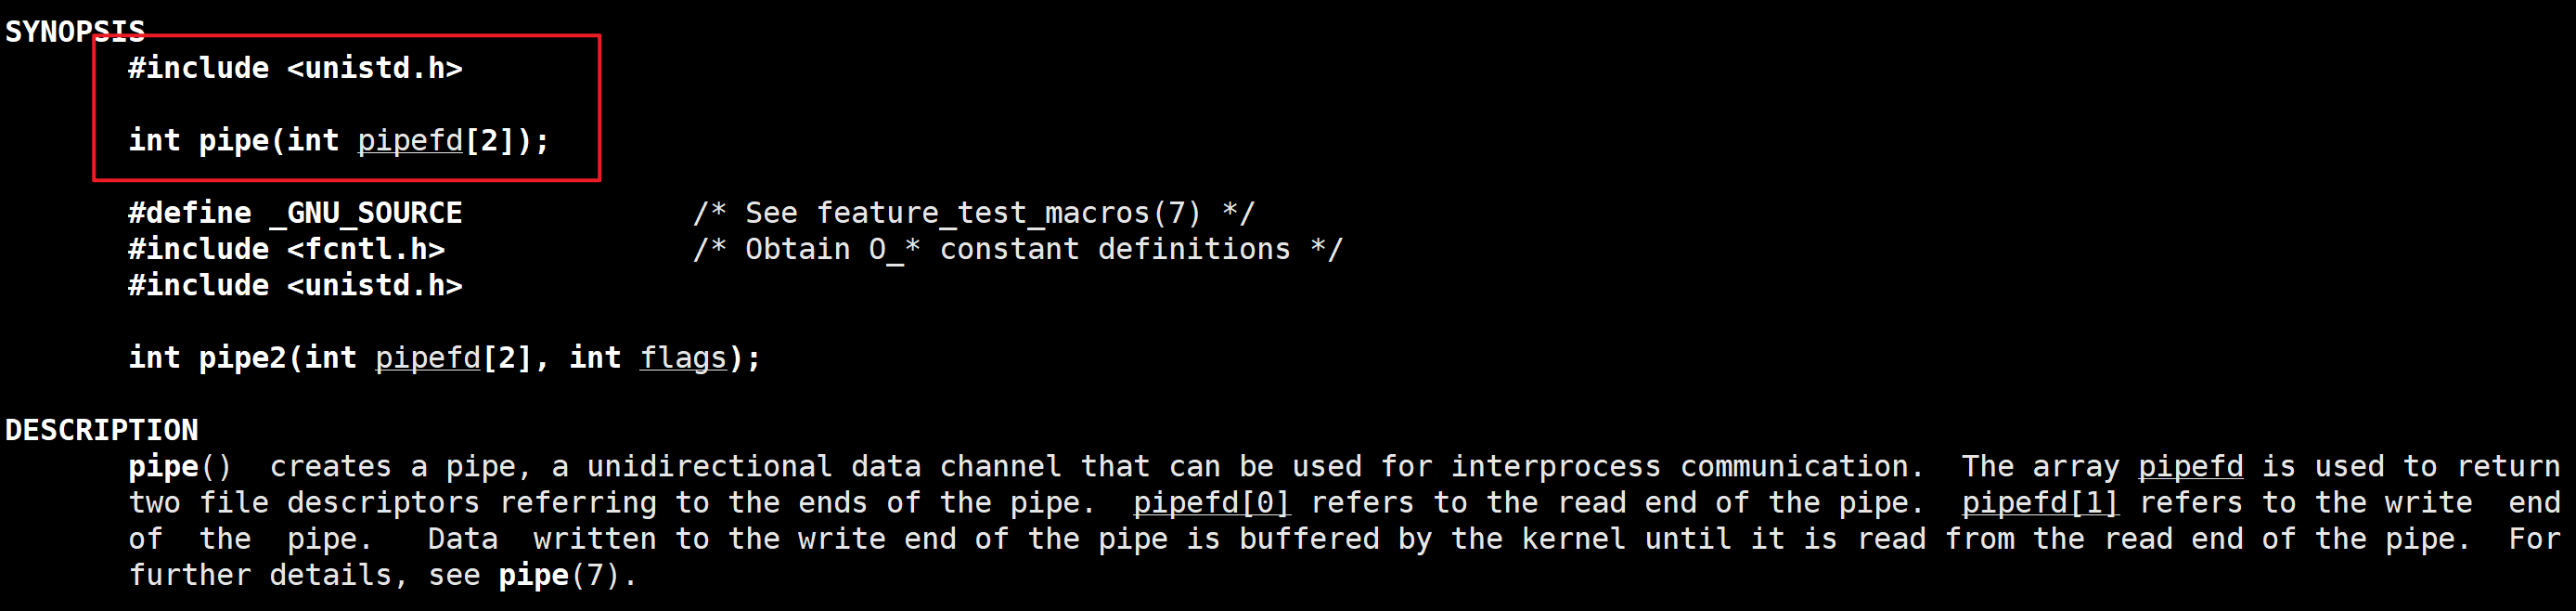 SYNOPSIS
#include <unistd.h>
int pipe(int pipefd[2]);
#define _GNU_SOURCE /* See feature_test_macros(7) */
#include <fcntl.h> /* Obtain O_* constant definitions */
#include <unistd.h>
int pipe2(int pipefd[2], int flags);
DESCRIPTION
pipe() creates a pipe, a unidirectional data channel that can be used for interprocess communication. The array pipefd is used to return
two file descriptors referring to the ends of the pipe. pipefd[0] refers to the read end of the pipe. pipefd[1] refers to the write end
of the pipe. Data written to the write end of the pipe is buffered by the kernel until it is read from the read end of the pipe. For
further details, see pipe(7).